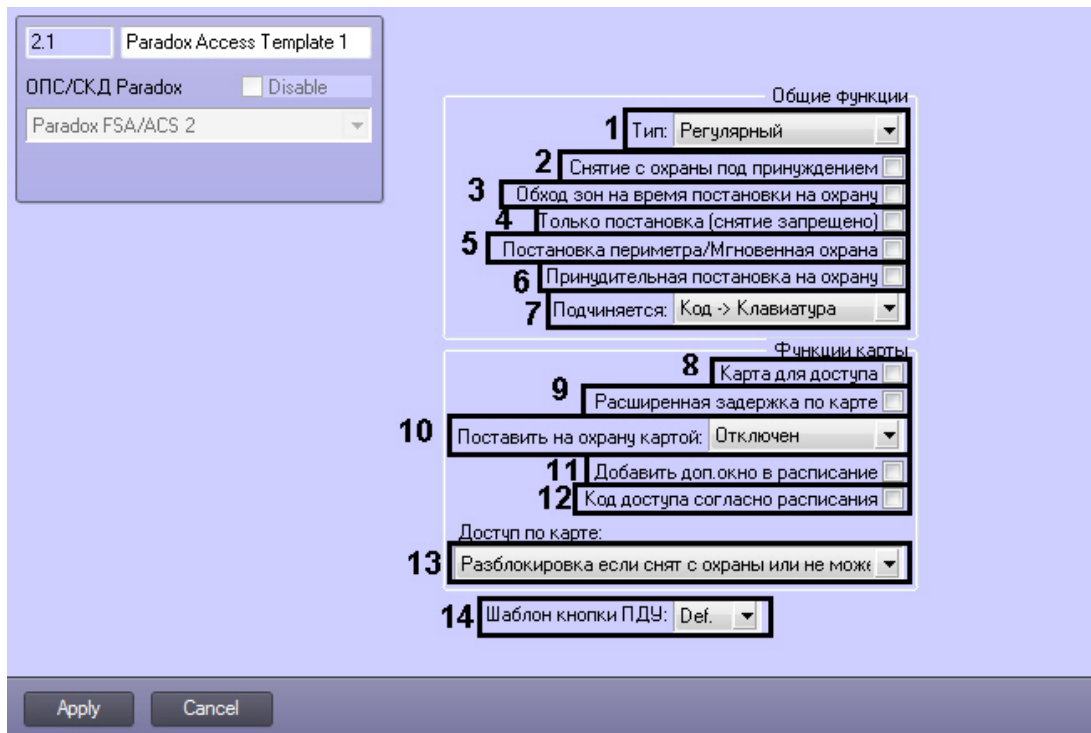 2.1 Paradox Access Template 1
ОПС/СКД Paradox Disable
Paradox FSA/ACS 2
Общие функции
1 Тип: Регулярный
2 Снятие с охраны под принуждением
3 Обход зон на время постановки на охрану
4 Только постановка (снятие запрещено)
5 Постановка периметра/Мгновенная охрана
6 Принудительная постановка на охрану
7 Подчиняется: Код -> Клавиатура
Функции карты
8 Карта для доступа
9 Расширенная задержка по карте
10 Поставить на охрану картой: Отключен
11 Добавить доп.окно в расписание
12 Код доступа согласно расписания
Доступ по карте:
13 Разблокировка если снят с охраны или не може
14 Шаблон кнопки ПДУ: Def.
Apply Cancel